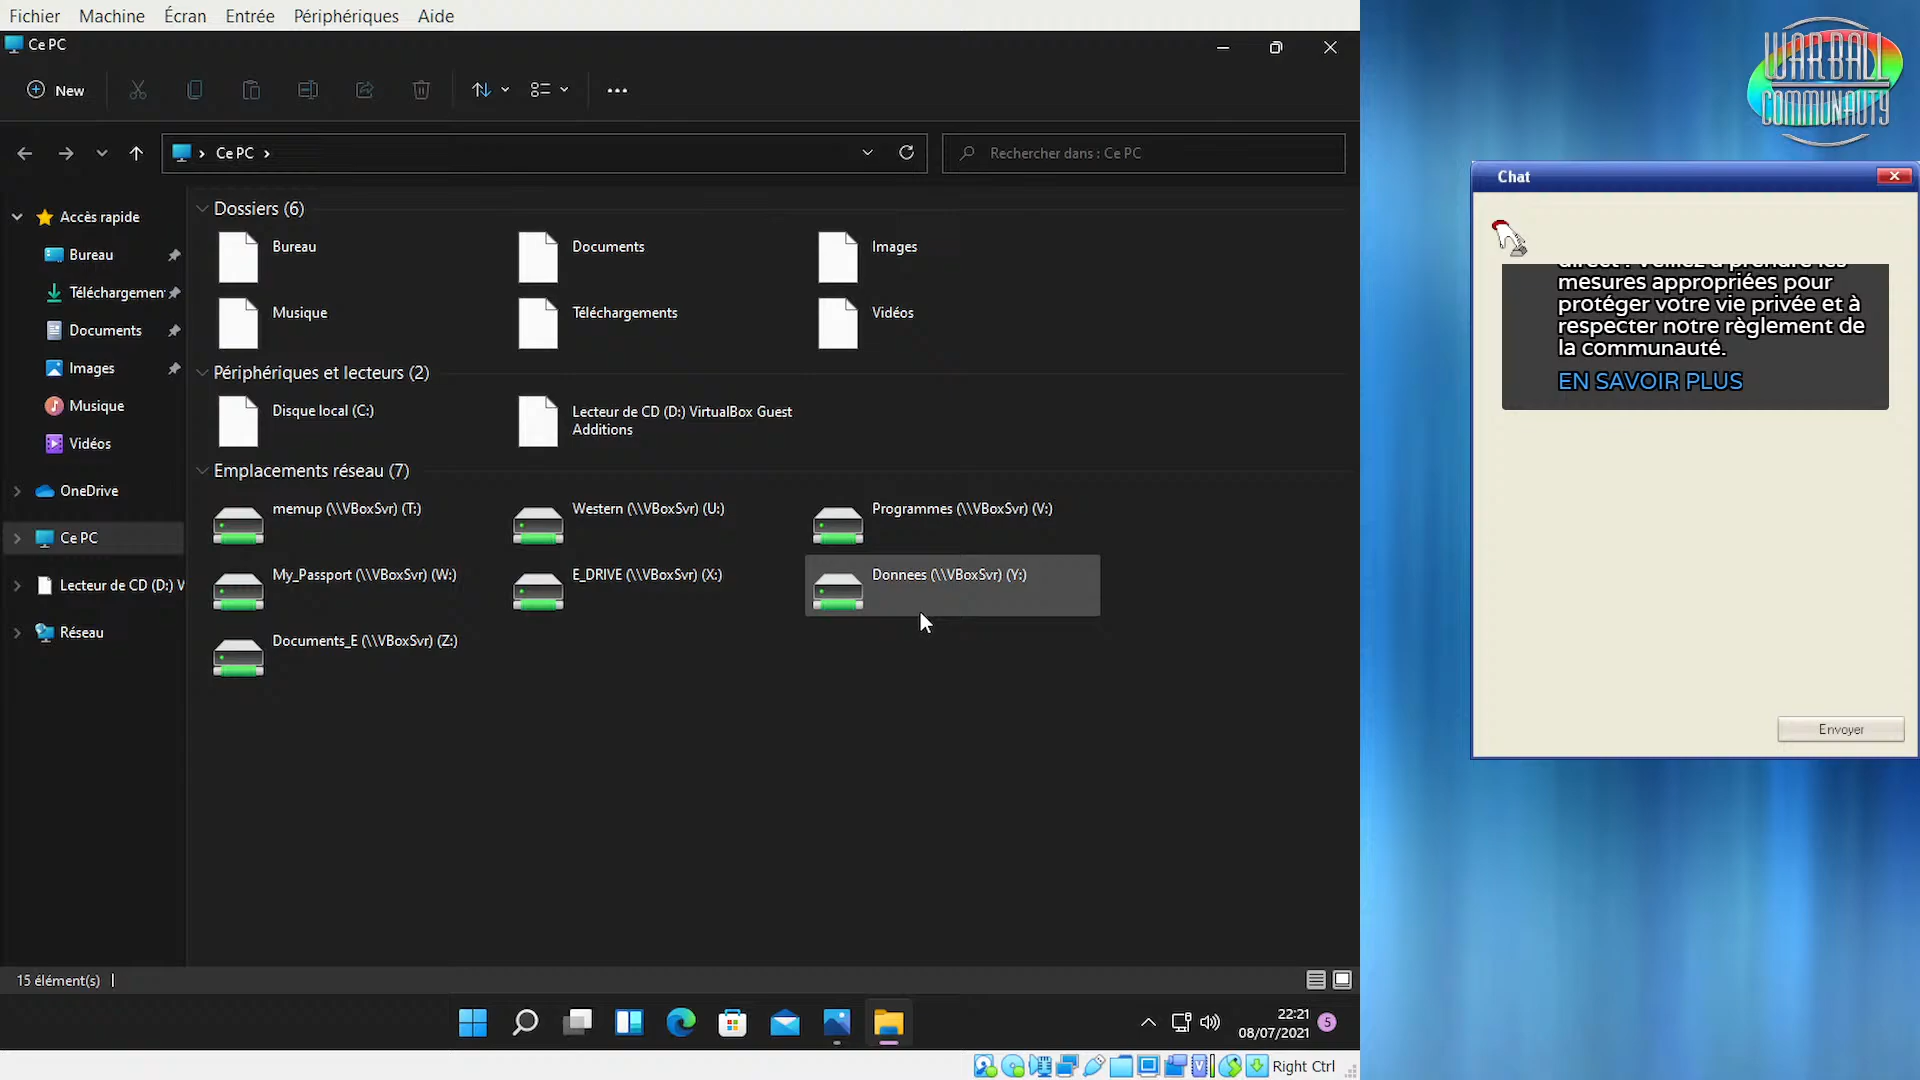 Fichier Machine Écran Entrée Périphériques Aide
Ce PC
New
Ce PC
Rechercher dans : Ce PC
Accès rapide
Bureau
Téléchargemen
Documents
Images
Musique
Vidéos
OneDrive
Ce PC
Lecteur de CD (D:) V
Réseau
Dossiers (6)
Bureau
Documents
Images
Musique
Téléchargements
Vidéos
Périphériques et lecteurs (2)
Disque local (C:)
Lecteur de CD (D:) VirtualBox Guest
Additions
Emplacements réseau (7)
memup (\\VBoxSvr) (T:)
Western (\\VBoxSvr) (U:)
Programmes (\\VBoxSvr) (V:)
My_Passport (\\VBoxSvr) (W:)
E_DRIVE (\\VBoxSvr) (X:)
Donnees (\\VBoxSvr) (Y:)
Documents_E (\\VBoxSvr) (Z:)
15 élément(s)
22:21
08/07/2021
5
Right Ctrl
WARBALL
COMMUNAUTY
Chat
direct ! Veillez à prendre les
mesures appropriées pour
protéger votre vie privée et à
respecter notre règlement de
la communauté.
EN SAVOIR PLUS
Envoyer